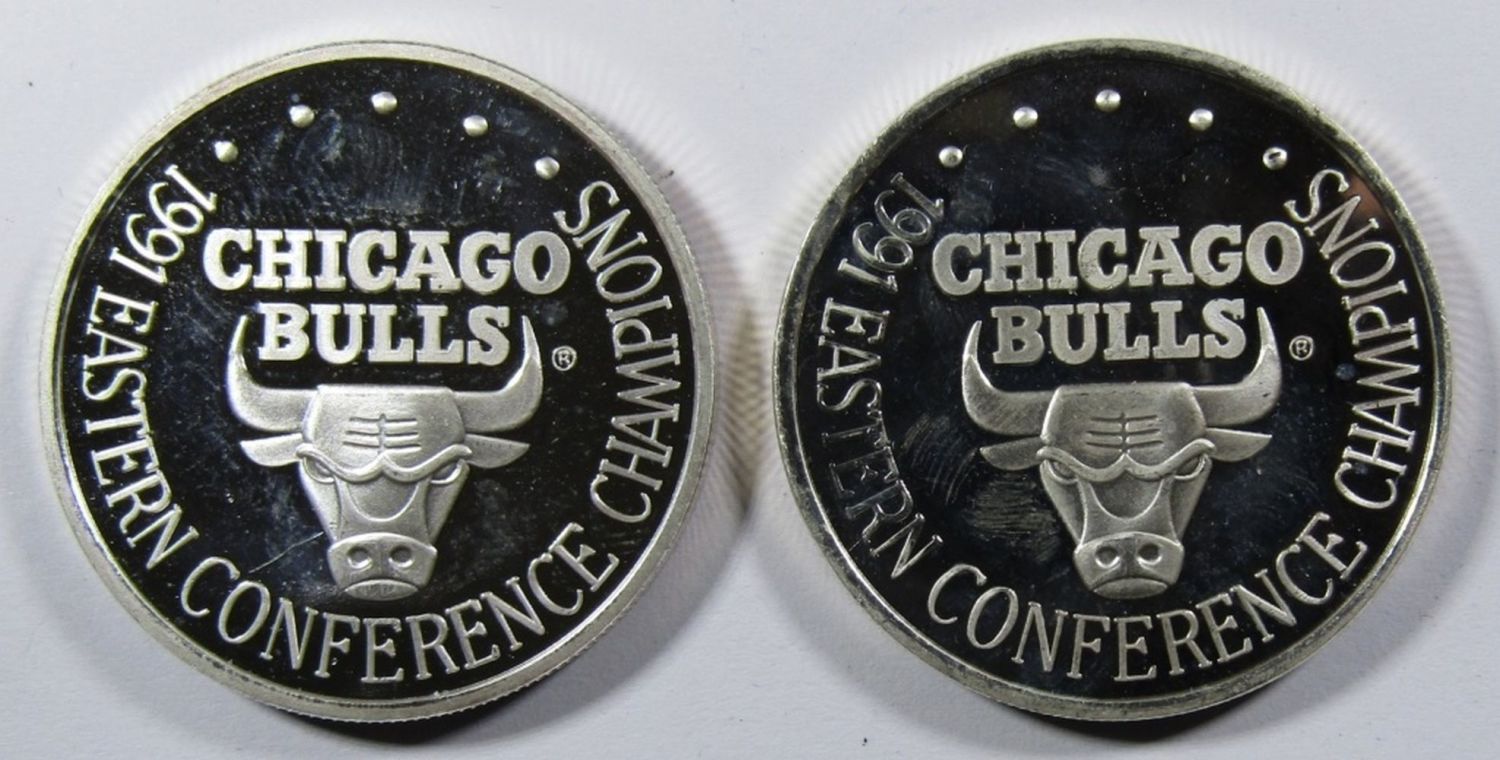 CHICAGO
BULLS
®
1991 EASTERN CONFERENCE CHAMPIONS
CHICAGO
BULLS
®
1991 EASTERN CONFERENCE CHAMPIONS